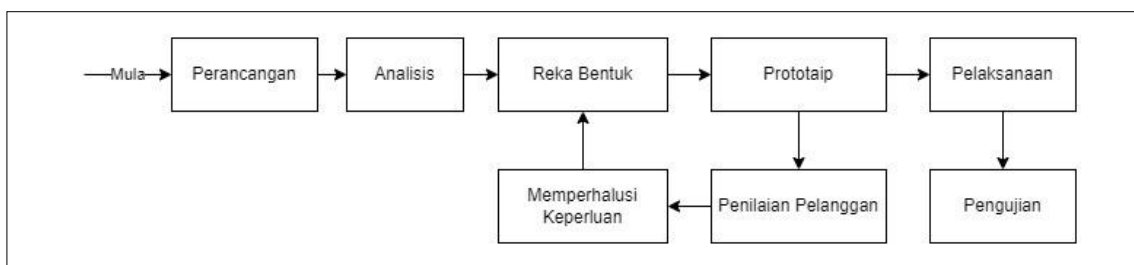 Mula
Perancangan
Analisis
Reka Bentuk
Prototaip
Pelaksanaan
Memperhalusi
Keperluan
Penilaian Pelanggan
Pengujian